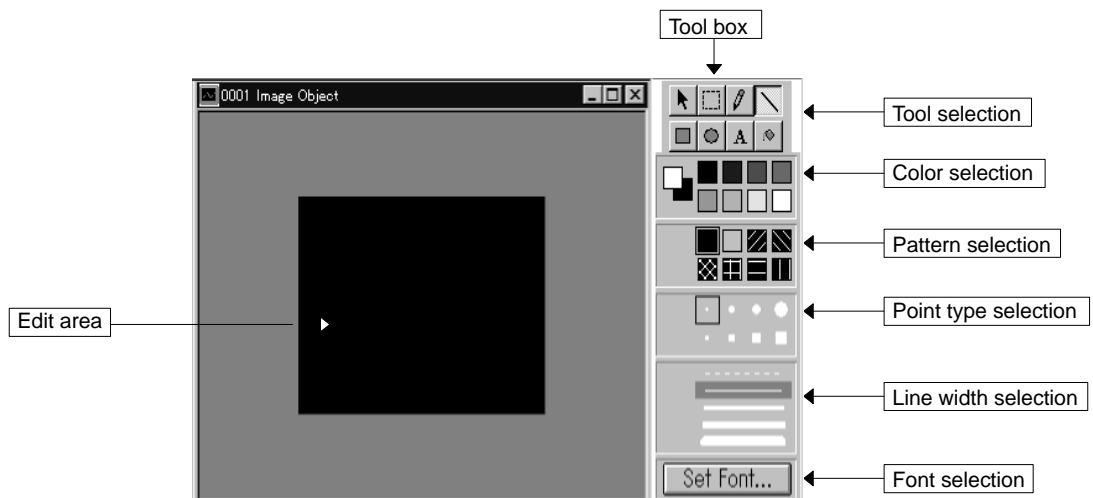 Tool box
0001 Image Object
Tool selection
A
Color selection
Pattern selection
Edit area
Point type selection
Line width selection
Set Font...
Font selection